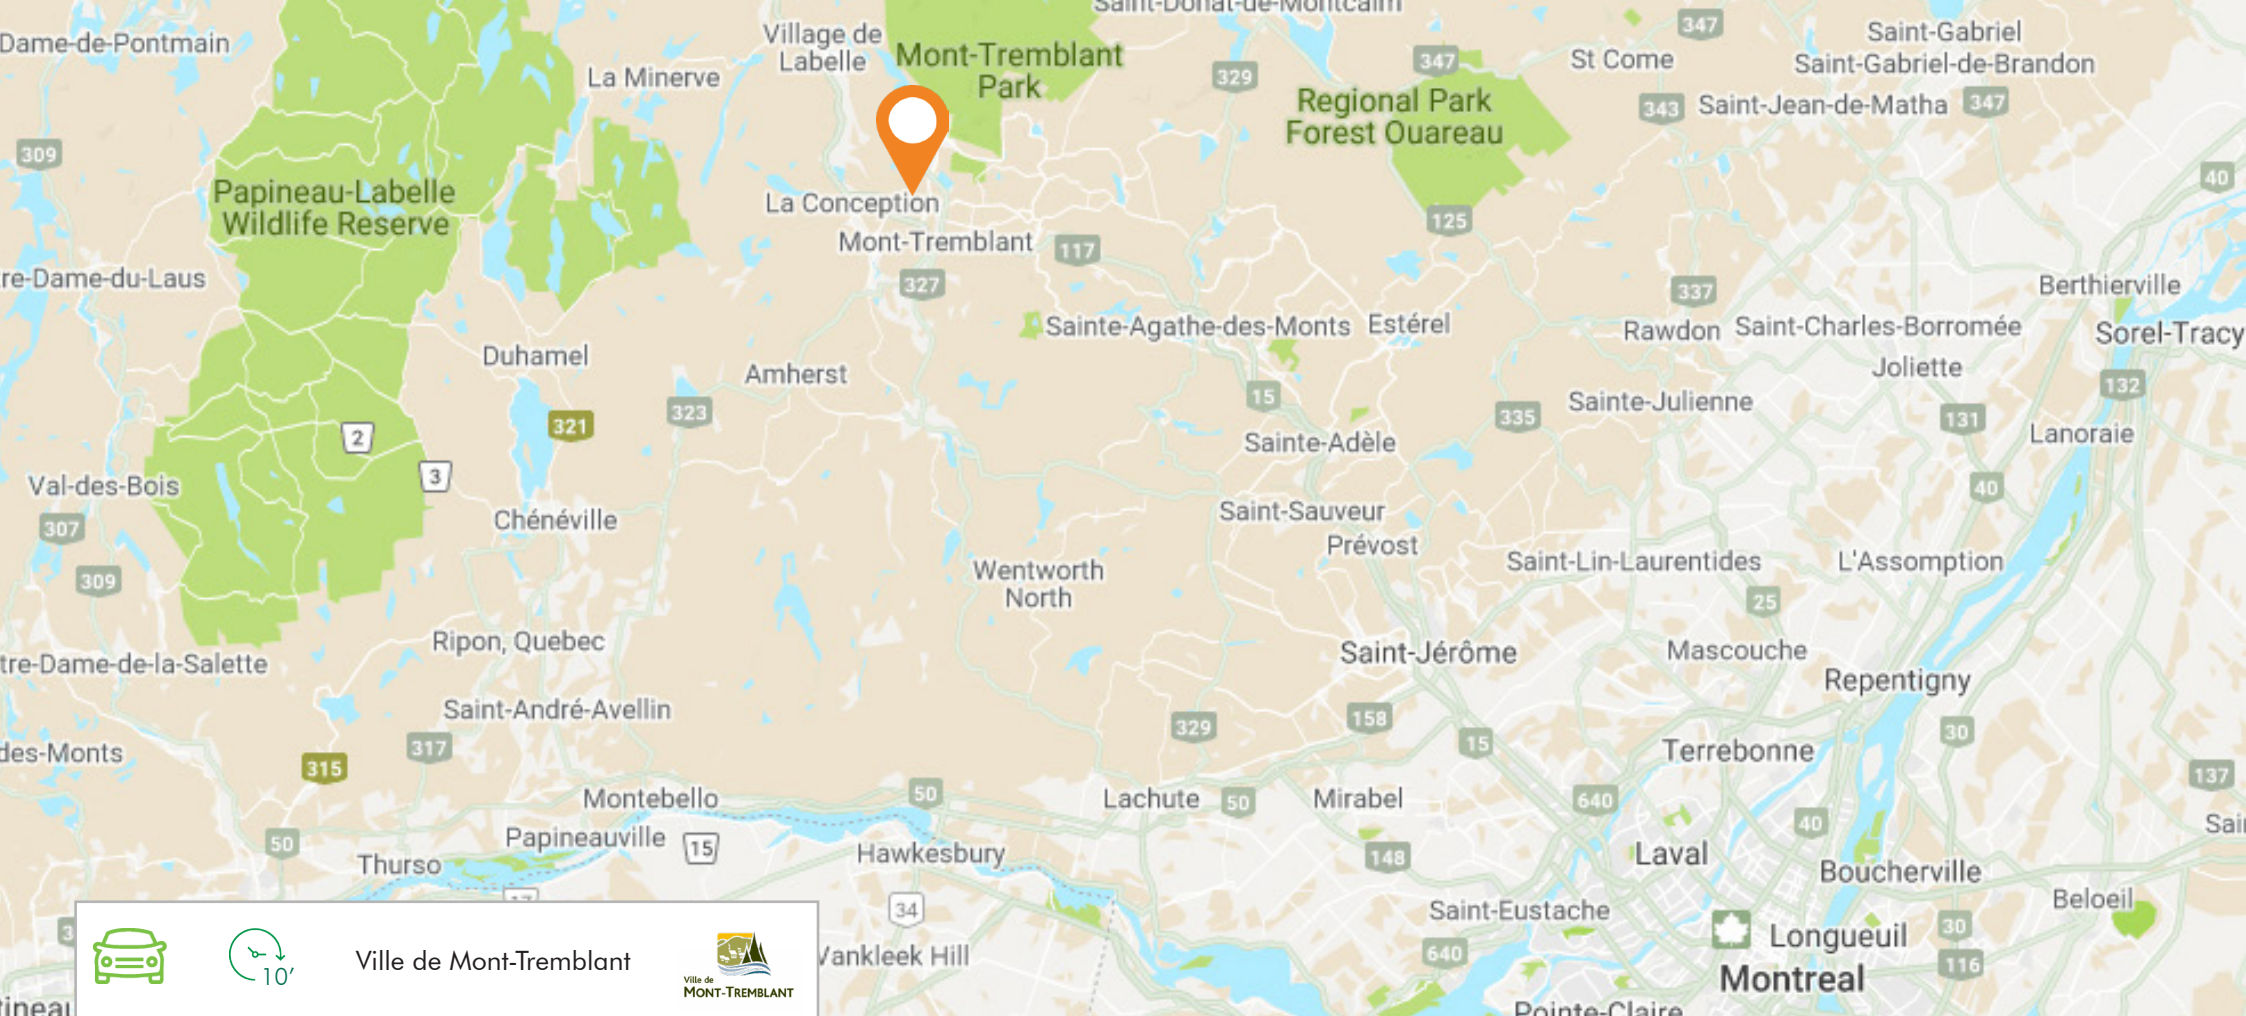 Saint-Donat-de-Montcalm
Dame-de-Pontmain
Village de
Labelle
Mont-Tremblant
Park
La Minerve
347
Saint-Gabriel
St Come
Saint-Gabriel-de-Brandon
347
329
Regional Park
Forest Ouareau
343
Saint-Jean-de-Matha
347
309
40
Papineau-Labelle
Wildlife Reserve
La Conception
125
Mont-Tremblant
117
re-Dame-du-Laus
327
337
Berthierville
Sainte-Agathe-des-Monts
Estérel
Rawdon
Saint-Charles-Borromée
Sorel-Tracy
Duhamel
Amherst
Joliette
132
15
323
321
335
Sainte-Julienne
131
2
Sainte-Adèle
Lanoraie
3
Val-des-Bois
40
307
Chénéville
Saint-Sauveur
Prévost
309
Wentworth
North
Saint-Lin-Laurentides
L'Assomption
25
Ripon, Quebec
Saint-Jérôme
Mascouche
tre-Dame-de-la-Salette
Repentigny
Saint-André-Avellin
329
158
15
30
des-Monts
317
Terrebonne
315
137
Montebello
50
Lachute
50
Mirabel
640
Sai
Papineauville
15
40
50
Thurso
Hawkesbury
148
Laval
Boucherville
17
34
Saint-Eustache
Beloeil
3
30
Longueuil
Vankleek Hill
640
116
Montreal
tineau
Pointe-Claire
10′
Ville de Mont-Tremblant
Ville de
MONT-TREMBLANT